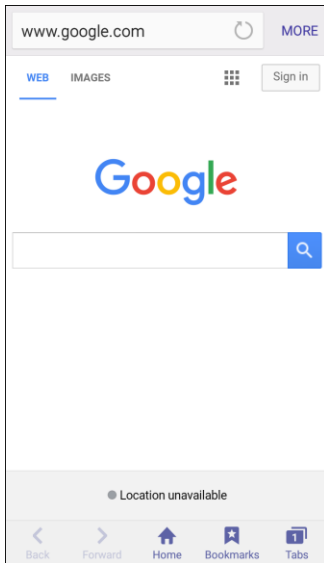 www.google.com MORE
WEB IMAGES Sign in
Google
Location unavailable
1
Back Forward Home Bookmarks Tabs